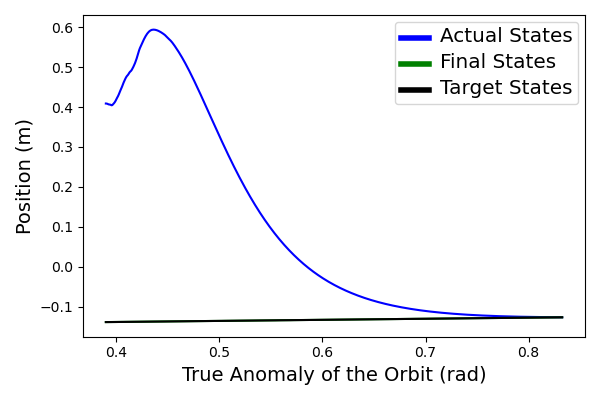 Actual States
Final States
Target States
0.6
0.5
0.4
0.3
0.2
0.1
0.0
−0.1
Position (m)
0.4 0.5 0.6 0.7 0.8
True Anomaly of the Orbit (rad)